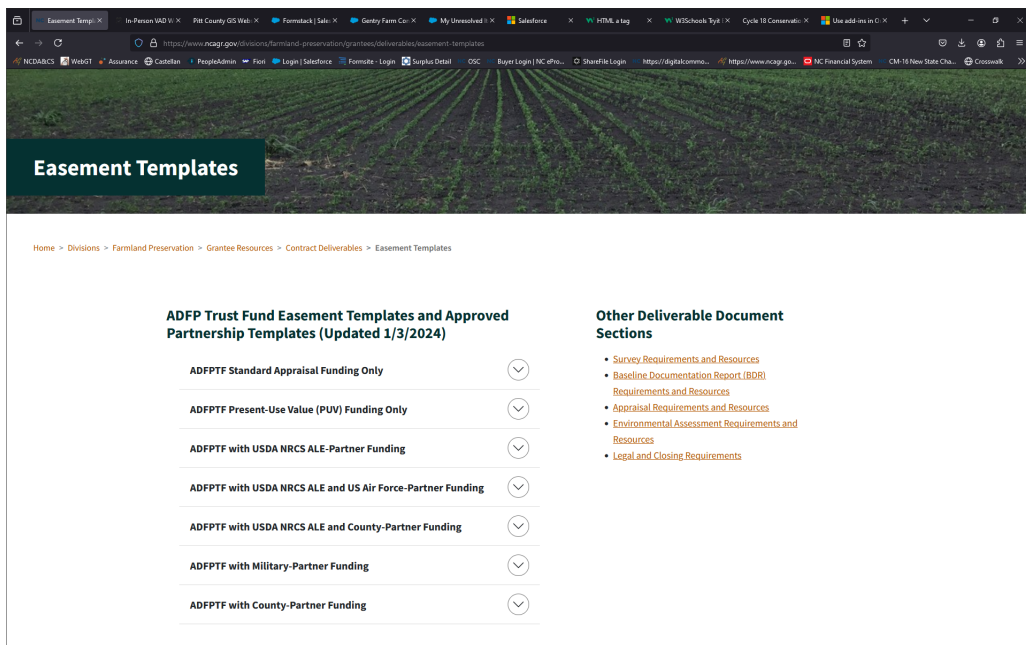 Easement Templ
In-Person VAD W
Pitt County GIS Web
Formstack | Sale
Gentry Farm Con
My Unresolved It
Salesforce
HTML a tag
W3Schools Tryit
Cycle 18 Conservatio
Use add-ins in O
https://www.ncagr.gov/divisions/farmland-preservation/grantees/deliverables/easement-templates
NCDA&CS
WebGT
Assurance
Castellan
PeopleAdmin
Fiori
Login | Salesforce
Formsite - Login
Surplus Detail
OSC
Buyer Login | NC ePro...
ShareFile Login
https://digitalcommo...
https://www.ncagr.go...
NC Financial System
CM-16 New State Cha...
Crosswalk
Easement Templates
Home > Divisions > Farmland Preservation > Grantee Resources > Contract Deliverables > Easement Templates
ADFP Trust Fund Easement Templates and Approved
Partnership Templates (Updated 1/3/2024)
ADFPTF Standard Appraisal Funding Only
ADFPTF Present-Use Value (PUV) Funding Only
ADFPTF with USDA NRCS ALE-Partner Funding
ADFPTF with USDA NRCS ALE and US Air Force-Partner Funding
ADFPTF with USDA NRCS ALE and County-Partner Funding
ADFPTF with Military-Partner Funding
ADFPTF with County-Partner Funding
Other Deliverable Document
Sections
Survey Requirements and Resources
Baseline Documentation Report (BDR)
Requirements and Resources
Appraisal Requirements and Resources
Environmental Assessment Requirements and
Resources
Legal and Closing Requirements